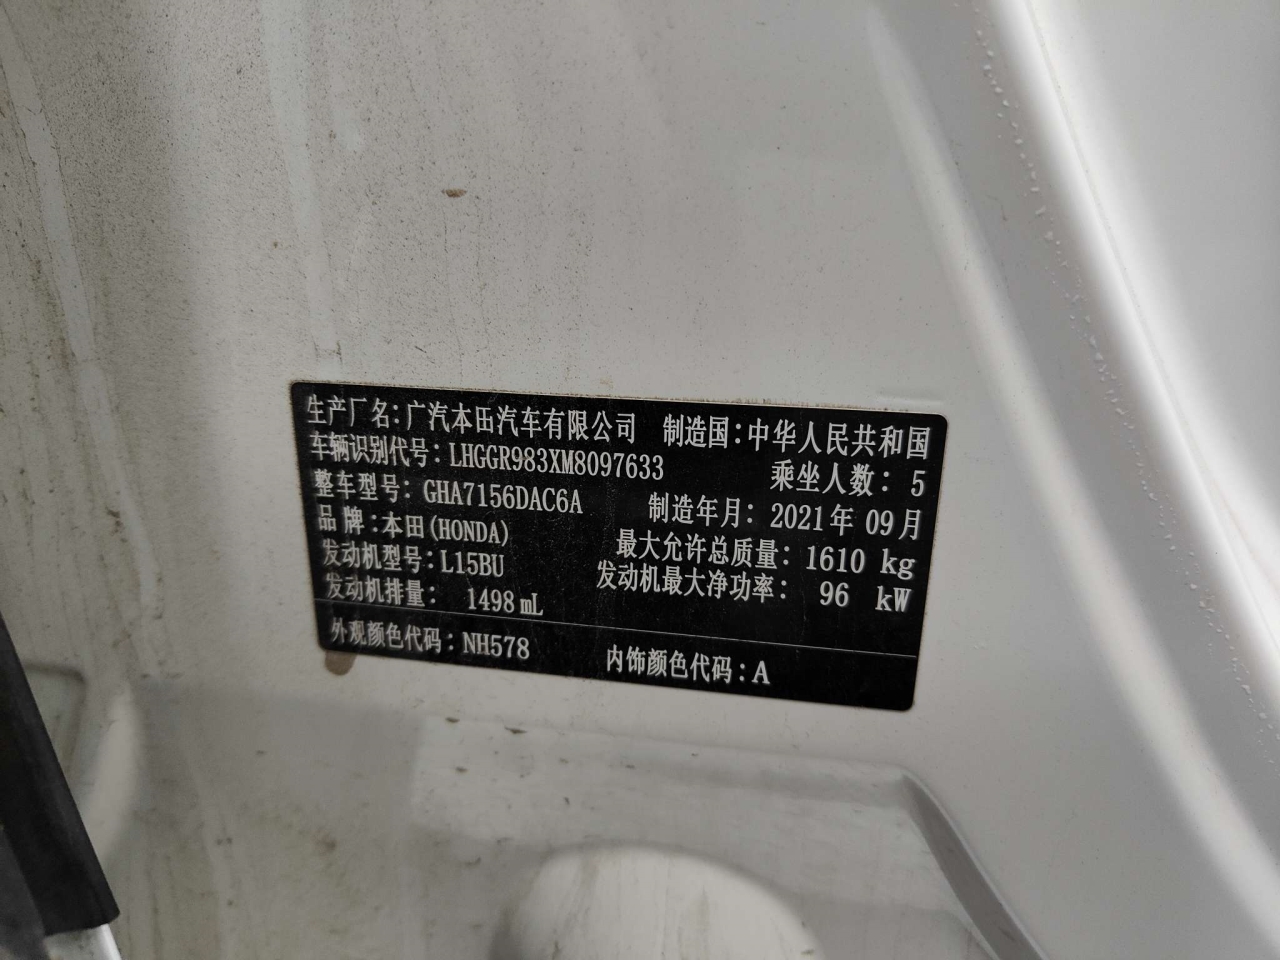 生产厂名:广汽本田汽车有限公司 制造国:中华人民共和国
车辆识别代号:LHGGR983XM8097633 乘坐人数:5
整车型号:GHA7156DAC6A 制造年月:2021年09月
品牌:本田(HONDA) 最大允许总质量:1610 kg
发动机型号:L15BU 发动机最大净功率:96 kW
发动机排量:1498mL
外观颜色代码:NH578 内饰颜色代码:A